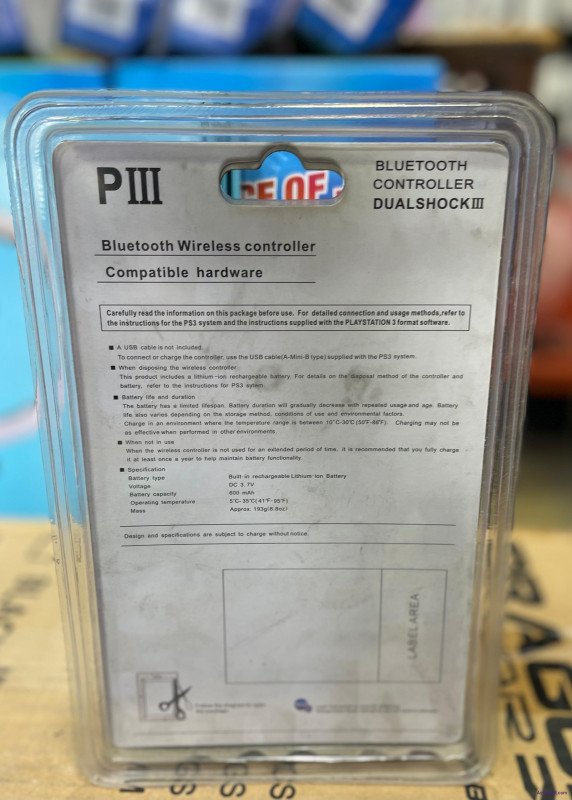 PIII
BLUETOOTH
CONTROLLER
DUALSHOCKIII
Bluetooth Wireless controller
Compatible hardware
Carefully read the information on this package before use. For detailed connection and usage methods,refer to
the instructions for the PS3 system and the instructions supplied with the PLAYSTATION 3 format software.
A USB cable is not included.
To connect or charge the controller, use the USB cable(A-Mini-B type) supplied with the PS3 system.
When disposing the wireless controller
This product includes a lithium-ion rechargeable battery. For details on the disposal method of the controller and
battery, refer to the instructions for PS3 sytem.
Battery life and duration
The battery has a limited lifespan. Battery duration will gradually decrease with repeated usage and age. Battery
life also varies depending on the storage method, conditions of use and environmental factors.
Charge in an environment where the temperature range is between 10°C-30°C (50°F-86°F). Charging may not be
as effective when performed in other environments.
When not in use
When the wireless controller is not used for an extended period of time, it is recommended that you fully charge
it at least once a year to help maintain battery functionality.
Specification
Battery type Built-in rechargeable Lithium-ion Battery
Voltage DC 3.7V
Battery capacity 600 mAh
Operating temperature 5°C-35°C(41°F-95°F)
Mass Approx. 193g(6.8oz)
Design and specifications are subject to charge without notice.
LABEL AREA